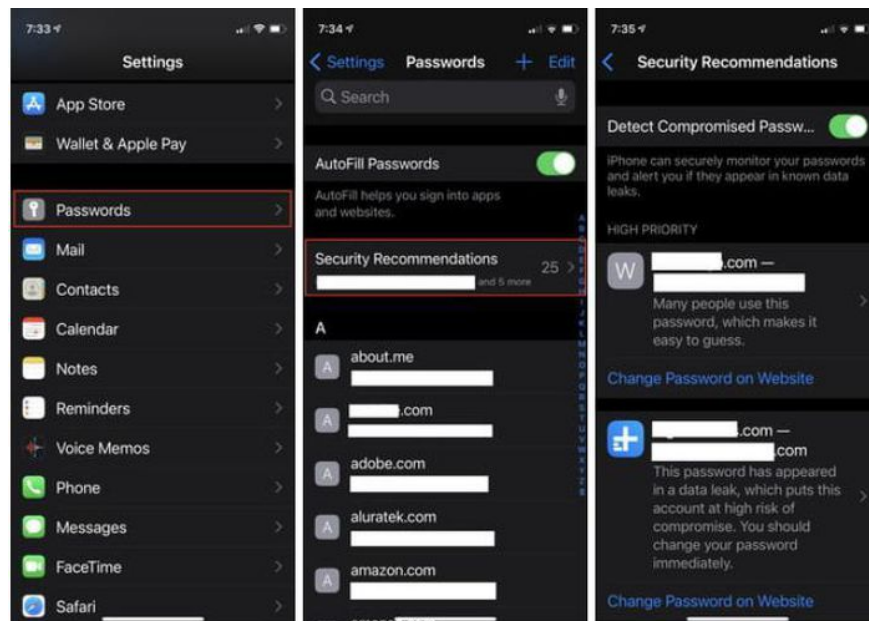 7:33
Settings
App Store
Wallet & Apple Pay
Passwords
Mail
Contacts
Calendar
Notes
Reminders
Voice Memos
Phone
Messages
FaceTime
Safari
7:34
Settings Passwords + Edit
Search
AutoFill Passwords
AutoFill helps you sign into apps
and websites.
Security Recommendations
25
and 5 more
A
A about.me
A .com
A adobe.com
A aluratek.com
A amazon.com
A
B
C
D
E
F
G
H
I
J
K
L
M
N
O
P
Q
R
S
T
U
V
W
X
Y
Z
#
7:35
Security Recommendations
Detect Compromised Passw...
iPhone can securely monitor your passwords
and alert you if they appear in known data
leaks.
HIGH PRIORITY
W
.com —
Many people use this
password, which makes it
easy to guess.
Change Password on Website
.com —
.com
This password has appeared
in a data leak, which puts this
account at high risk of
compromise. You should
change your password
immediately.
Change Password on Website